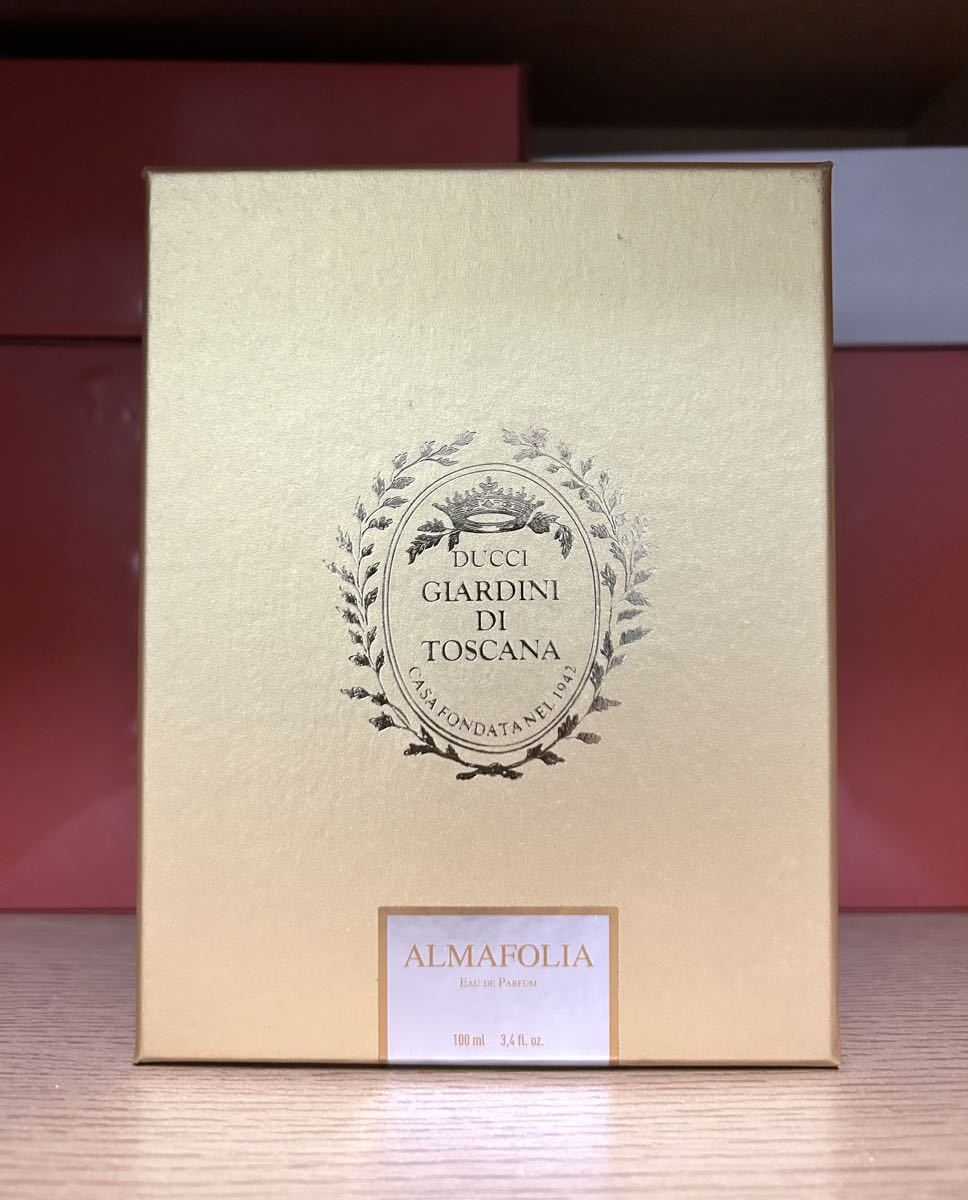 DUCCI
GIARDINI
DI
TOSCANA
CASA FONDATA NEL 1942
ALMAFOLIA
EAU DE PARFUM
100 ml 3,4 fl. oz.